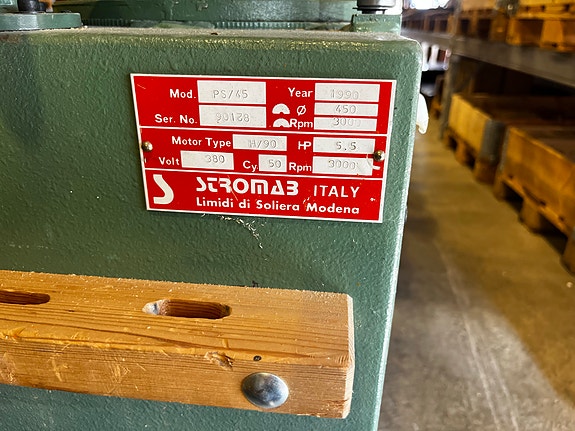 Mod. PS/45 Year 1990
Ø 450
Ser. No. 90128 Rpm 3000
Motor Type H/90 HP 5.5
Volt 380 Cy. 50 Rpm 3000
S STROMAB ITALY
Limidi di Soliera Modena